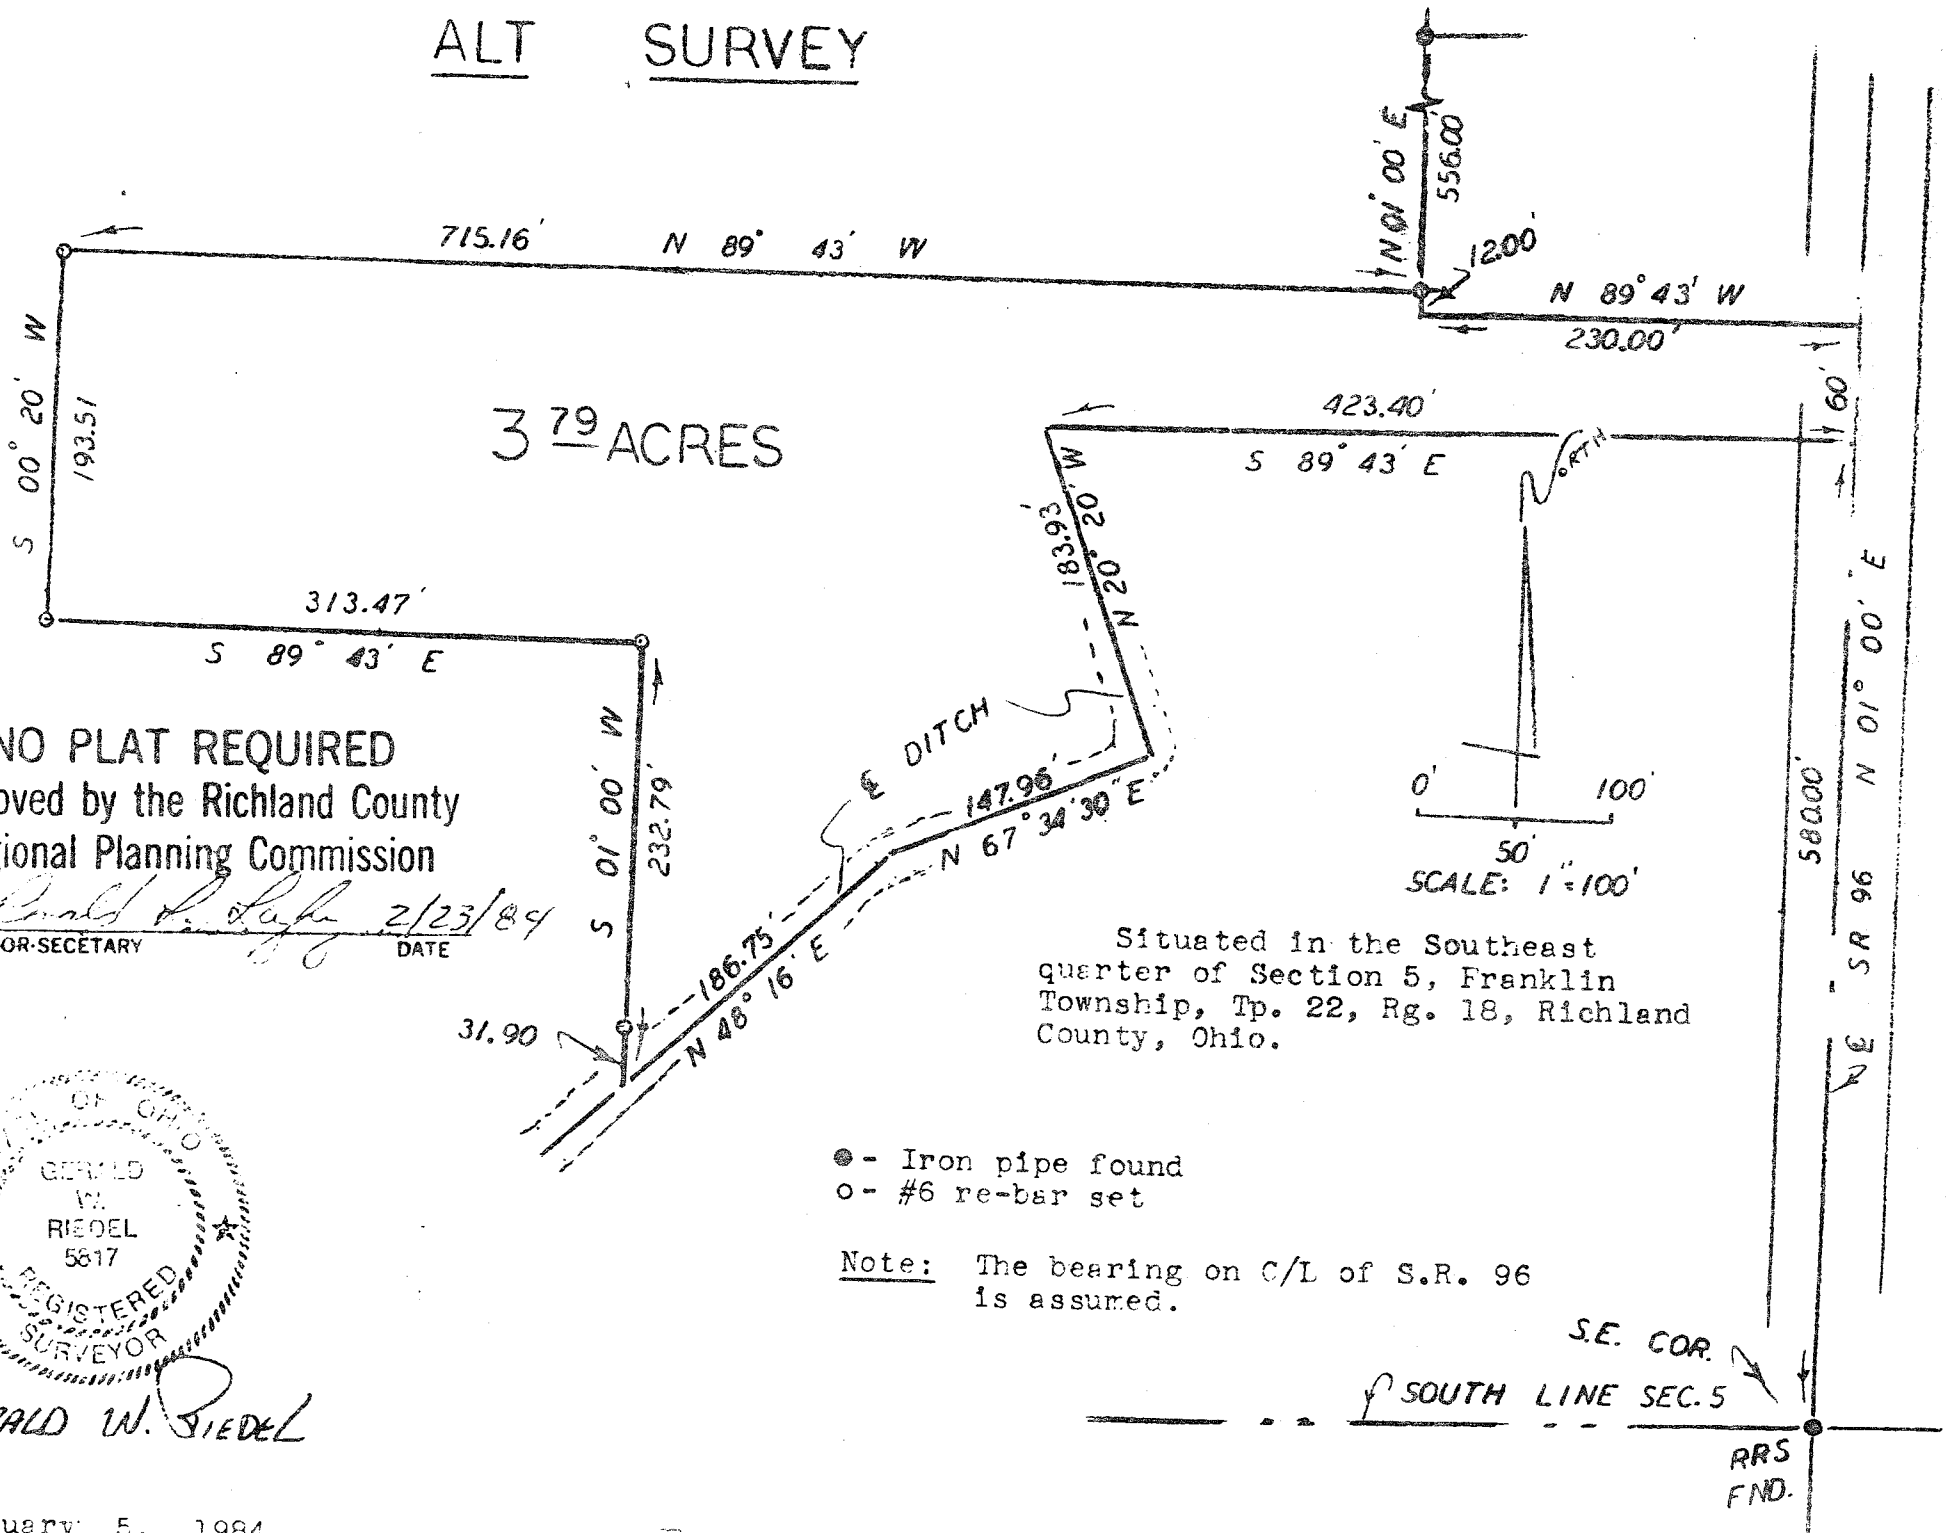 ALT SURVEY
N 01° 00' E
556.00'
12.00'
715.16' N 89° 43' W
N 89° 43' W
230.00'
60'
S 00° 20' W
193.51
3 79 ACRES
423.40'
S 89° 43' E
NORTH
183.93'
N 20° 20' W
313.47'
S 89° 43' E
S 01° 00' W
232.79'
31.90
℄ DITCH
147.96'
N 67° 34' 30" E
186.75'
N 48° 16' E
0' 100'
50'
SCALE: 1"=100'
580.00'
℄ SR 96 N 01° 00' E
NO PLAT REQUIRED
oved by the Richland County
ional Planning Commission
2/23/84
OR-SECETARY DATE
Situated in the Southeast
quarter of Section 5, Franklin
Township, Tp. 22, Rg. 18, Richland
County, Ohio.
OF OHIO
GERALD
W.
RIEDEL
5817
REGISTERED
SURVEYOR
ALD W. RIEDEL
- Iron pipe found
- #6 re-bar set
Note: The bearing on C/L of S.R. 96
is assumed.
S.E. COR.
SOUTH LINE SEC. 5
RRS
FND.
uary 5, 1984